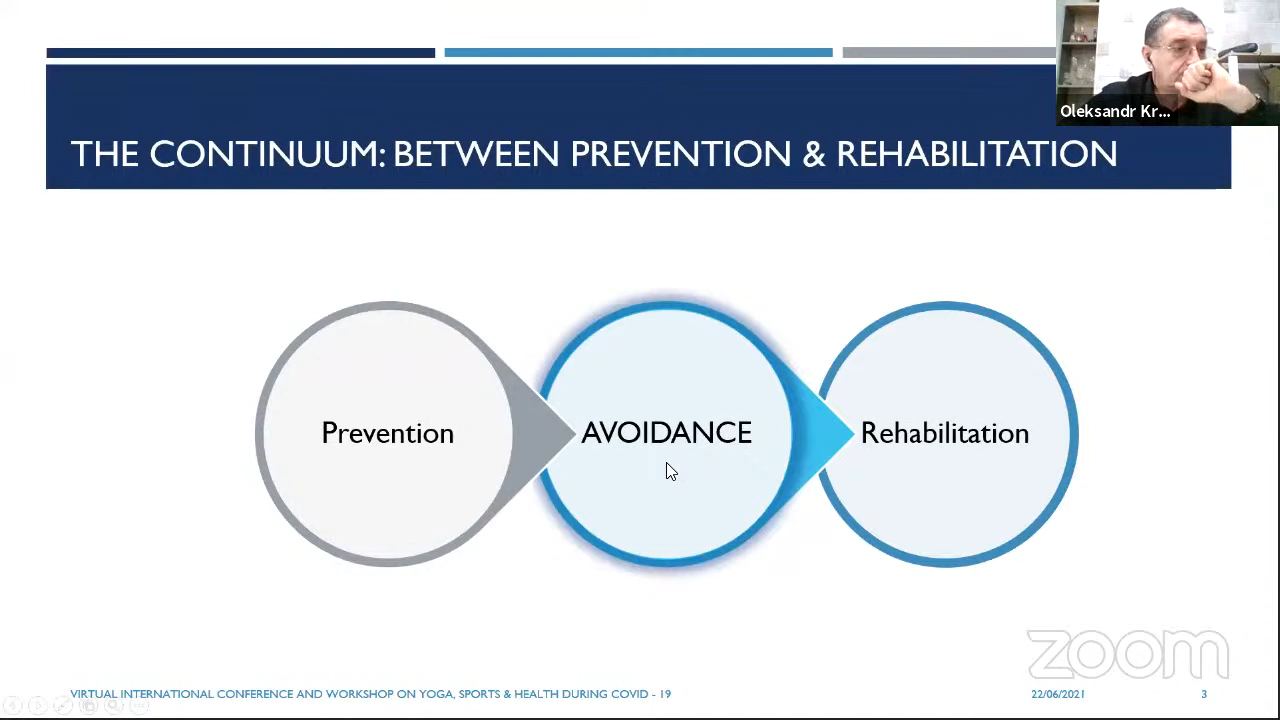 Oleksandr Kr...
THE CONTINUUM: BETWEEN PREVENTION & REHABILITATION
Prevention
AVOIDANCE
Rehabilitation
zoom
VIRTUAL INTERNATIONAL CONFERENCE AND WORKSHOP ON YOGA, SPORTS & HEALTH DURING COVID - 19
22/06/2021
3